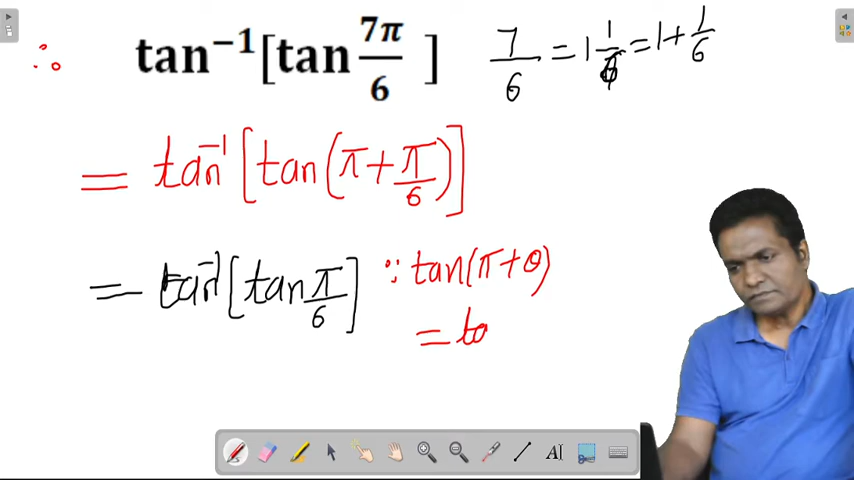 ∴ tan⁻¹[tan 7π/6 ] 7/6 = 1 1/6 = 1 + 1/6
= tan⁻¹[tan(π + π/6)]
= tan⁻¹[tan π/6] ∵ tan(π + θ)
= ta